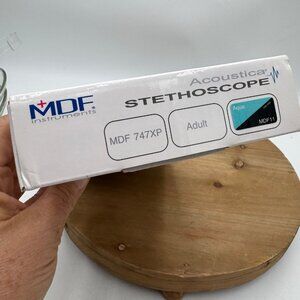 MDF
instruments
Acoustica
STETHOSCOPE
MDF 747XP
Adult
Aqua
MDF11